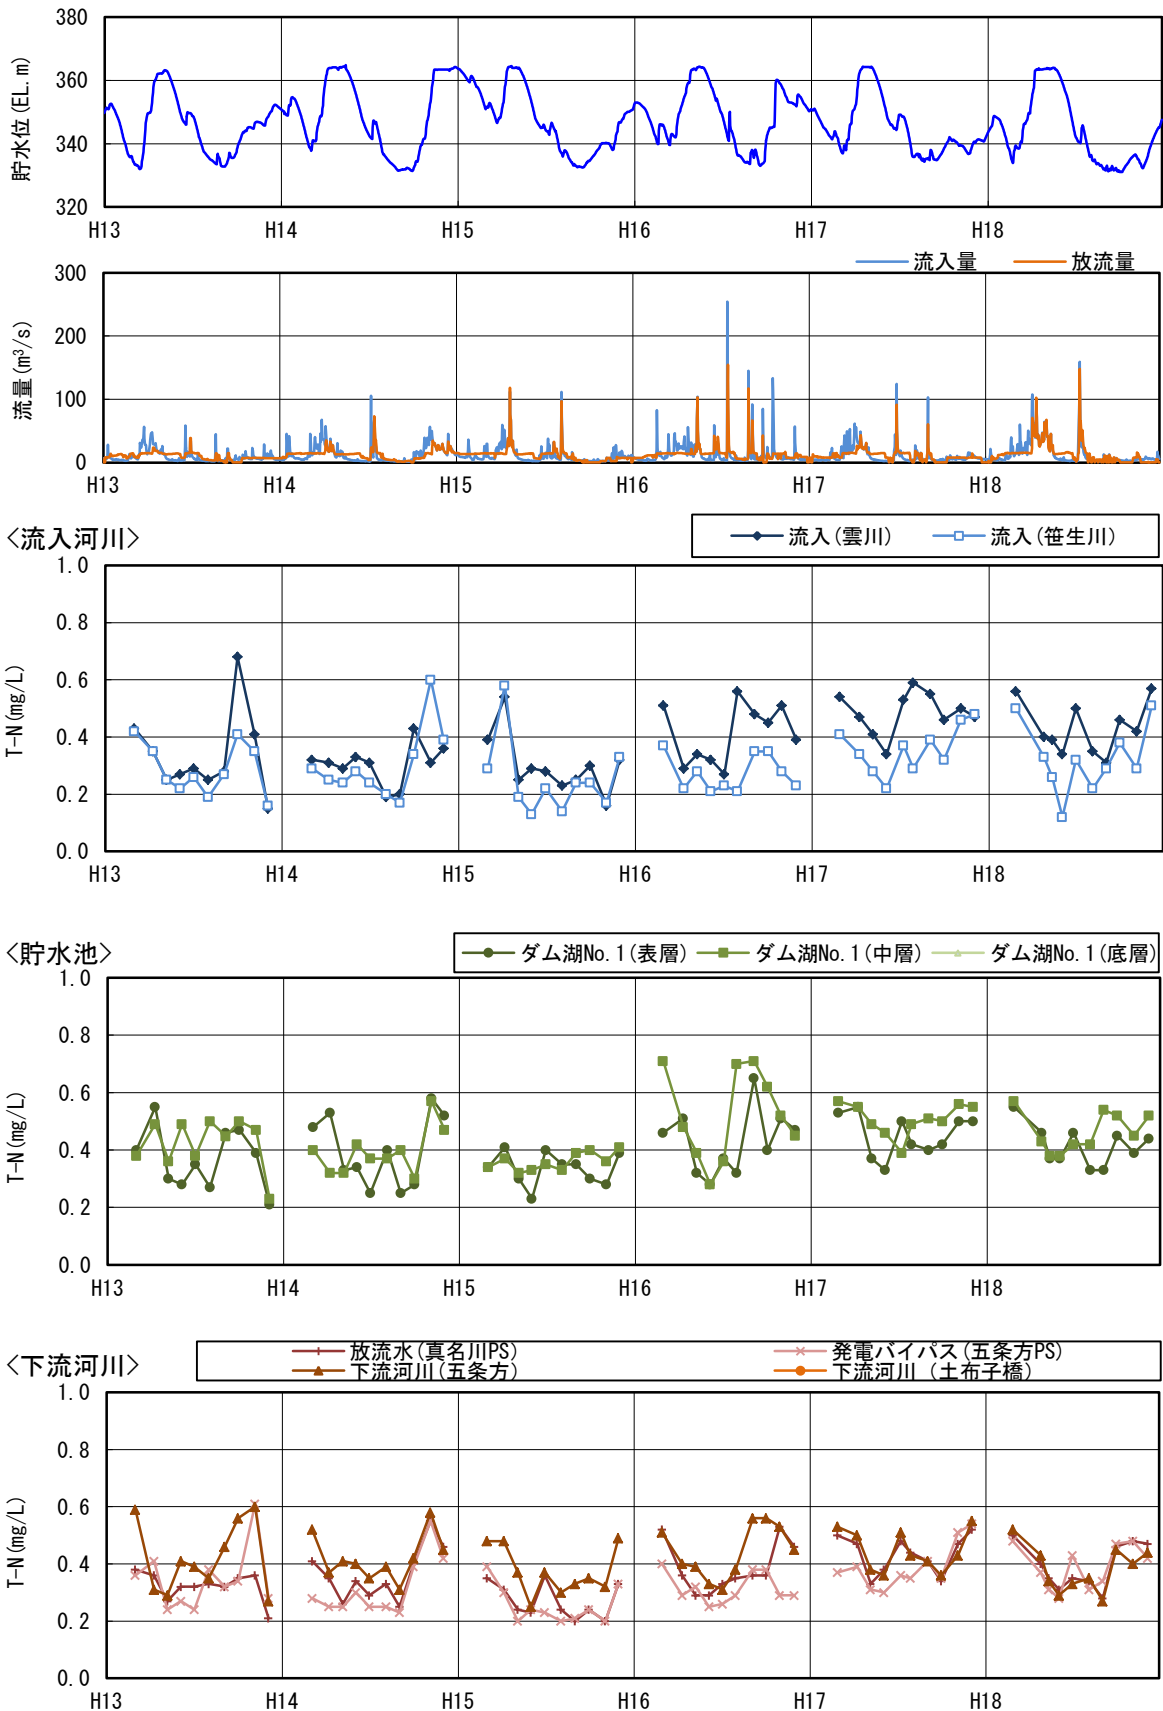 貯水位(EL. m)
380
360
340
320
H13 H14 H15 H16 H17 H18
流入量 放流量
流量(m³/s)
300
200
100
0
H13 H14 H15 H16 H17 H18
<流入河川>
流入(雲川) 流入(笹生川)
T-N(mg/L)
1.0
0.8
0.6
0.4
0.2
0.0
H13 H14 H15 H16 H17 H18
<貯水池>
ダム湖No.1(表層) ダム湖No.1(中層) ダム湖No.1(底層)
T-N(mg/L)
1.0
0.8
0.6
0.4
0.2
0.0
H13 H14 H15 H16 H17 H18
<下流河川>
放流水(真名川PS) 発電バイパス(五条方PS)
下流河川(五条方) 下流河川 (土布子橋)
T-N(mg/L)
1.0
0.8
0.6
0.4
0.2
0.0
H13 H14 H15 H16 H17 H18